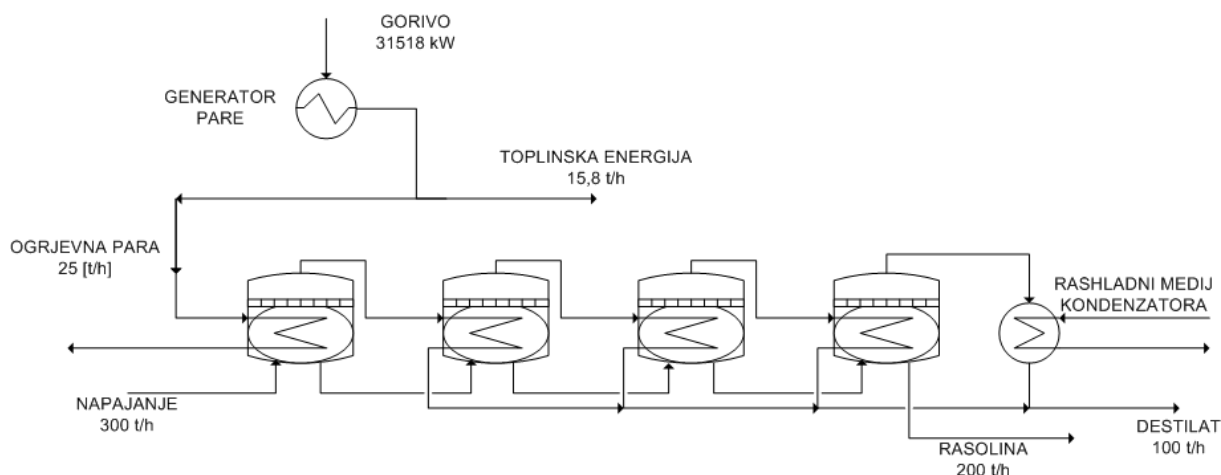 GORIVO
31518 kW
GENERATOR
PARE
TOPLINSKA ENERGIJA
15,8 t/h
OGRJEVNA PARA
25 [t/h]
RASHLADNI MEDIJ
KONDENZATORA
NAPAJANJE
300 t/h
DESTILAT
100 t/h
RASOLINA
200 t/h